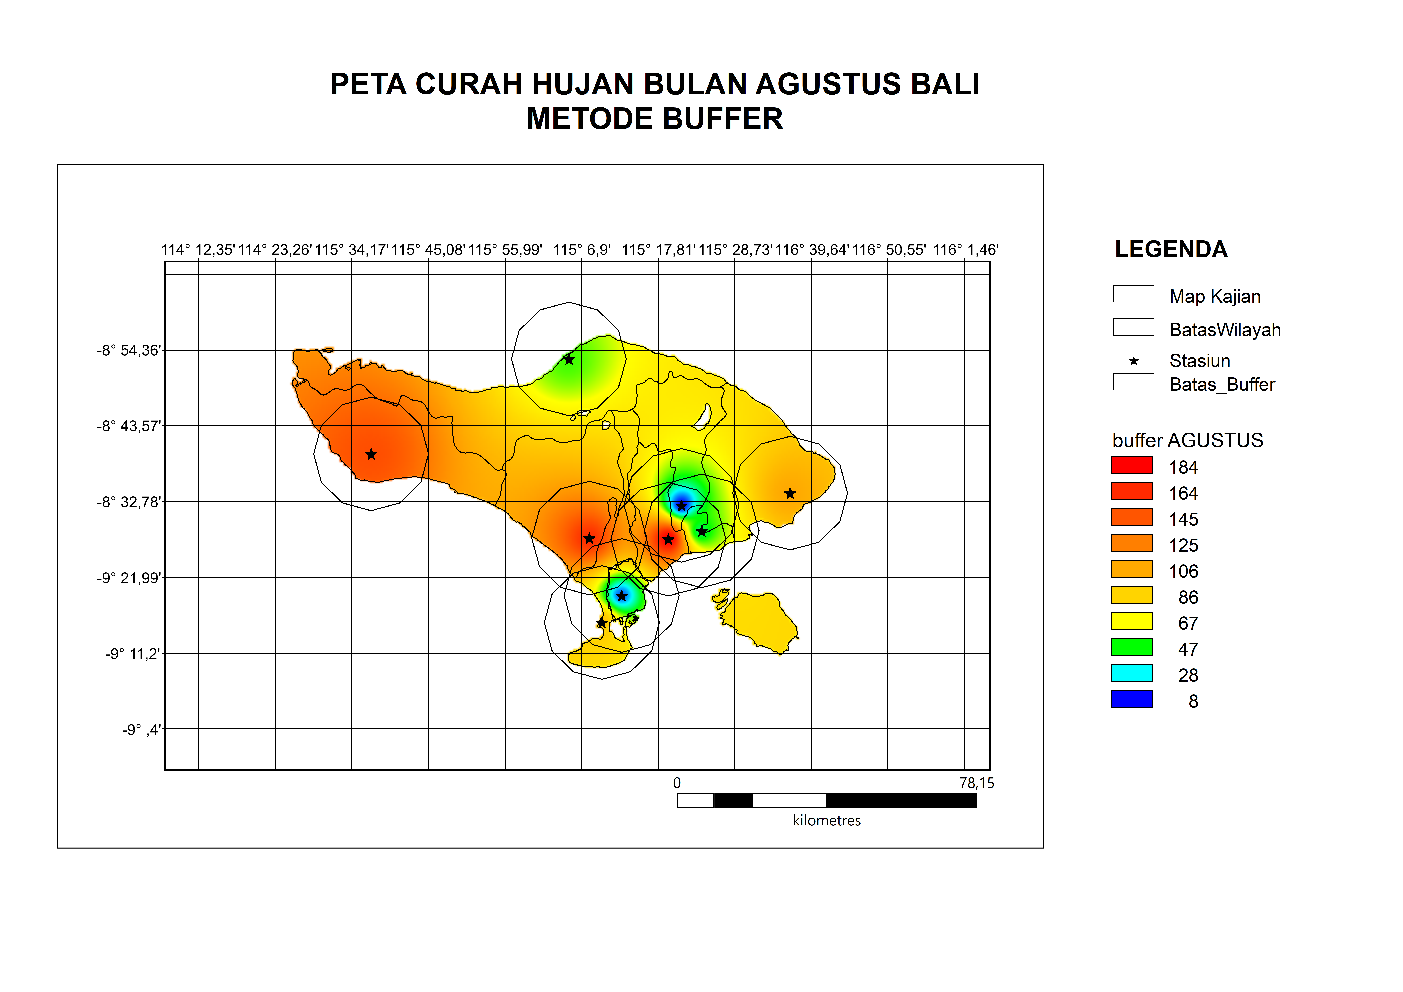 PETA CURAH HUJAN BULAN AGUSTUS BALI
METODE BUFFER
114° 12,35' 114° 23,26' 115° 34,17' 115° 45,08' 115° 55,99' 115° 6,9' 115° 17,81' 115° 28,73' 116° 39,64' 116° 50,55' 116° 1,46'
-8° 54,36'
-8° 43,57'
-8° 32,78'
-9° 21,99'
-9° 11,2'
-9° ,4'
0 78,15
kilometres
LEGENDA
Map Kajian
BatasWilayah
Stasiun
Batas_Buffer
buffer AGUSTUS
184
164
145
125
106
86
67
47
28
8